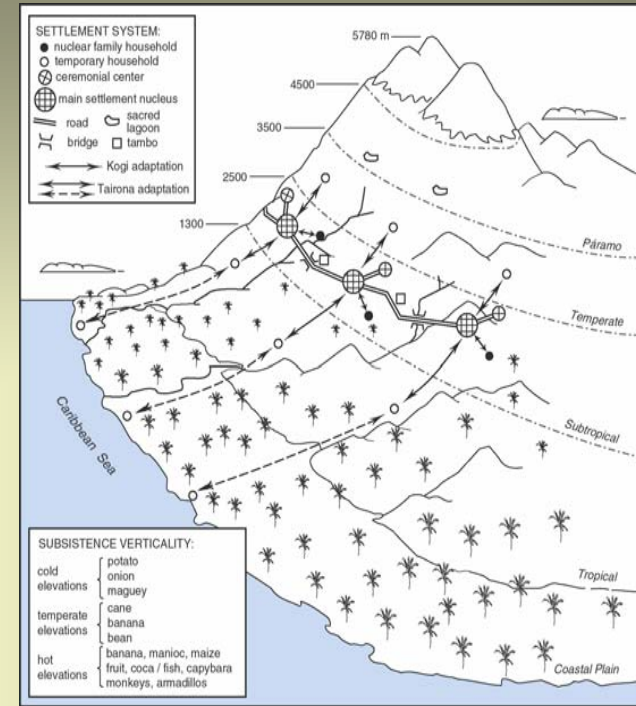 SETTLEMENT SYSTEM:
nuclear family household
temporary household
ceremonial center
main settlement nucleus
road
sacred
lagoon
bridge
tambo
Kogi adaptation
Tairona adaptation
5780 m
4500
3500
2500
1300
Páramo
Temperate
Subtropical
Tropical
Coastal Plain
Caribbean Sea
SUBSISTENCE VERTICALITY:
cold
elevations
potato
onion
maguey
temperate
elevations
cane
banana
bean
hot
elevations
banana, manioc, maize
fruit, coca / fish, capybara
monkeys, armadillos